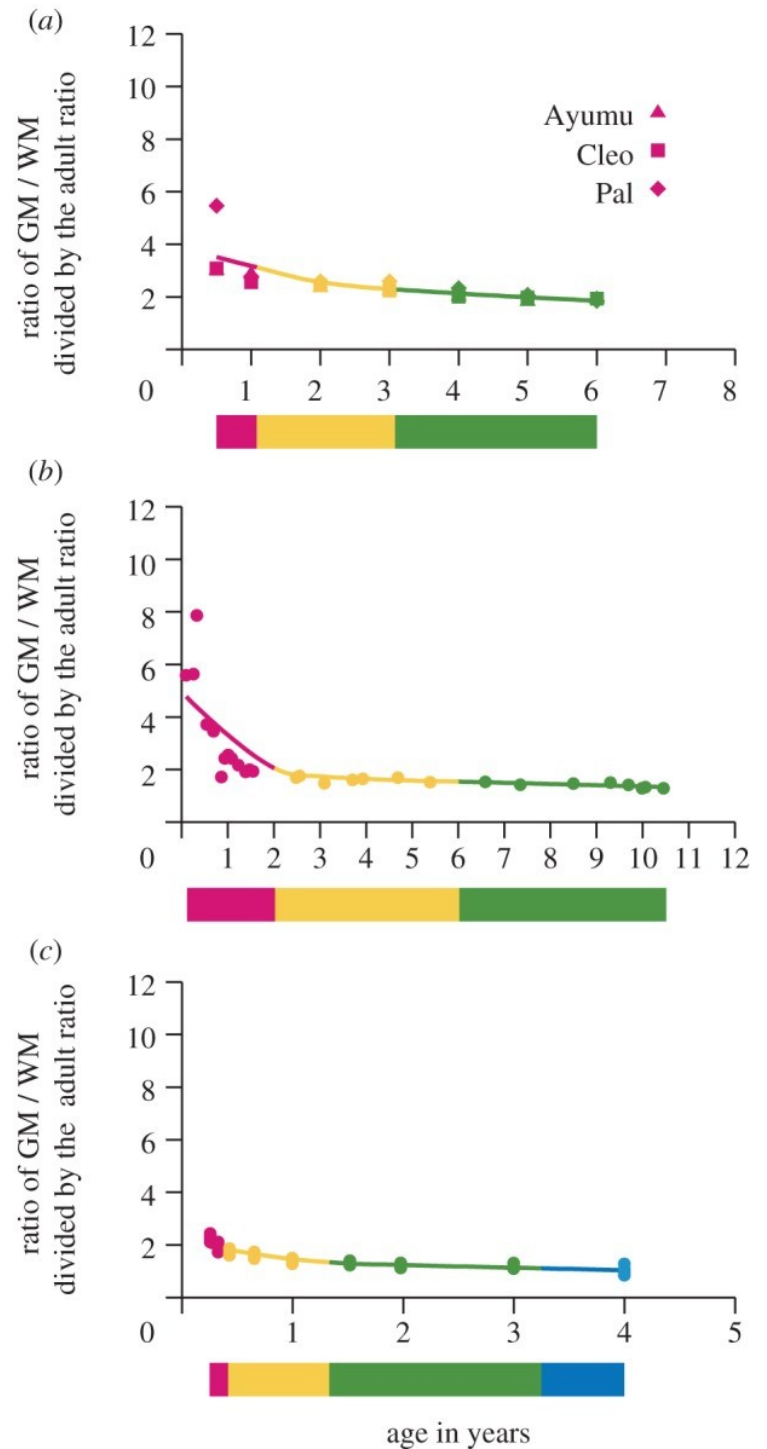 (a)
12
10
8
6
4
2
0
ratio of GM / WM
divided by the adult ratio
Ayumu
Cleo
Pal
1 2 3 4 5 6 7 8
(b)
12
10
8
6
4
2
0
ratio of GM / WM
divided by the adult ratio
1 2 3 4 5 6 7 8 9 10 11 12
(c)
12
10
8
6
4
2
0
ratio of GM / WM
divided by the adult ratio
1 2 3 4 5
age in years